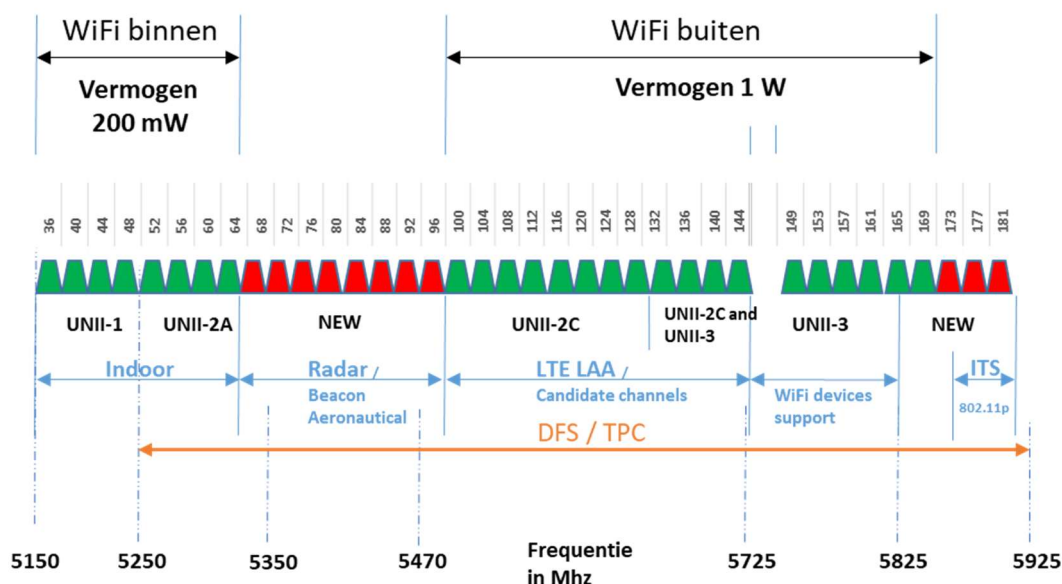 WiFi binnen
WiFi buiten
Vermogen
200 mW
Vermogen 1 W
36 40 44 48 52 56 60 64 68 72 76 80 84 88 92 96 100 104 108 112 116 120 124 128 132 136 140 144 149 153 157 161 165 169 173 177 181
UNII-1
UNII-2A
NEW
UNII-2C
UNII-2C and
UNII-3
UNII-3
NEW
Indoor
Radar /
Beacon
Aeronautical
LTE LAA /
Candidate channels
WiFi devices
support
ITS
802.11p
DFS / TPC
5150
5250
5350
5470
Frequentie
in Mhz
5725
5825
5925